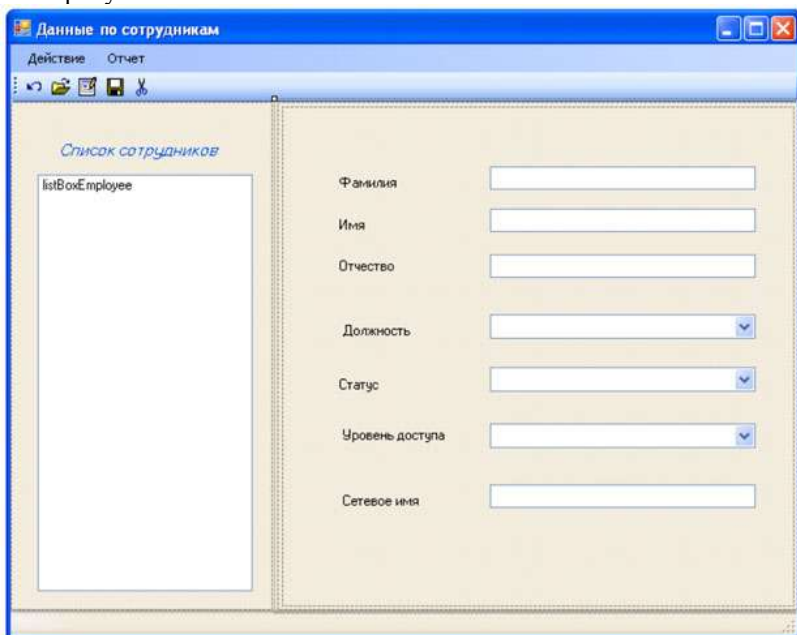 Данные по сотрудникам
Действие Отчет
Список сотрудников
listBoxEmployee
Фамилия
Имя
Отчество
Должность
Статус
Уровень доступа
Сетевое имя